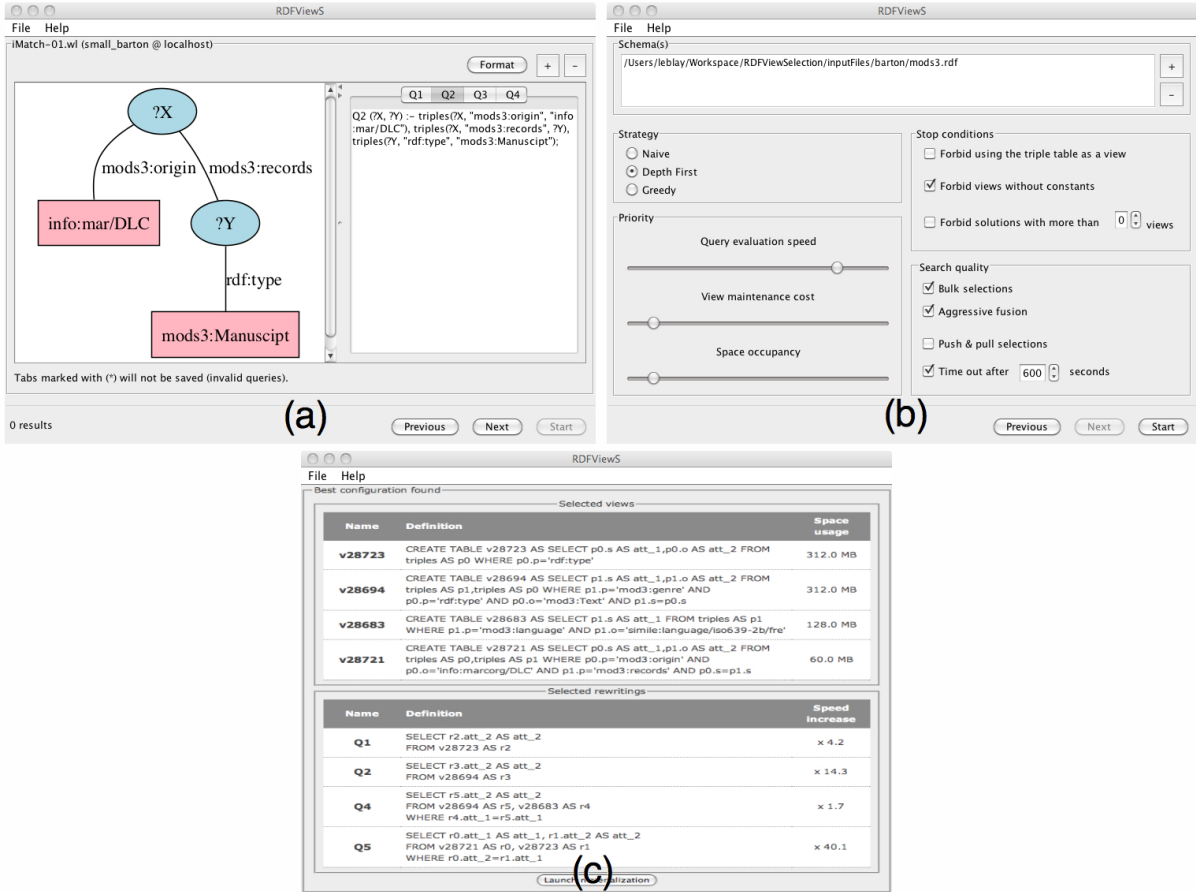 RDFViewS
File Help
iMatch-01.wl (small_barton @ localhost)
Format + -
?X
mods3:origin mods3:records
info:mar/DLC
?Y
rdf:type
mods3:Manuscipt
Q1 Q2 Q3 Q4
Q2 (?X, ?Y) :- triples(?X, "mods3:origin", "info
:mar/DLC"), triples(?X, "mods3:records", ?Y),
triples(?Y, "rdf:type", "mods3:Manuscipt");
Tabs marked with (*) will not be saved (invalid queries).
0 results
(a)
Previous Next Start
RDFViewS
File Help
Schema(s)
/Users/leblay/Workspace/RDFViewSelection/inputFiles/barton/mods3.rdf
+
-
Strategy
Naive
Depth First
Greedy
Priority
Query evaluation speed
View maintenance cost
Space occupancy
Stop conditions
Forbid using the triple table as a view
Forbid views without constants
Forbid solutions with more than 0 views
Search quality
Bulk selections
Aggressive fusion
Push & pull selections
Time out after 600 seconds
(b)
Previous Next Start
RDFViewS
File Help
Best configuration found
Selected views
Name Definition Space
usage
v28723 CREATE TABLE v28723 AS SELECT p0.s AS att_1,p0.o AS att_2 FROM
triples AS p0 WHERE p0.p='rdf:type' 312.0 MB
v28694 CREATE TABLE v28694 AS SELECT p1.s AS att_1,p1.o AS att_2 FROM
triples AS p1,triples AS p0 WHERE p1.p='mod3:genre' AND 312.0 MB
p0.p='rdf:type' AND p0.o='mod3:Text' AND p1.s=p0.s
v28683 CREATE TABLE v28683 AS SELECT p1.s AS att_1 FROM triples AS p1
WHERE p1.p='mod3:language' AND p1.o='simile:language/iso639-2b/fre' 128.0 MB
v28721 CREATE TABLE v28721 AS SELECT p0.s AS att_1,p1.o AS att_2 FROM
triples AS p0,triples AS p1 WHERE p0.p='mod3:origin' AND 60.0 MB
p0.o='info:marcorg/DLC' AND p1.p='mod3:records' AND p0.s=p1.s
Selected rewritings
Name Definition Speed
increase
Q1 SELECT r2.att_2 AS att_2
FROM v28723 AS r2 x 4.2
Q2 SELECT r3.att_2 AS att_2
FROM v28694 AS r3 x 14.3
Q4 SELECT r5.att_2 AS att_2
FROM v28694 AS r5, v28683 AS r4 x 1.7
WHERE r4.att_1=r5.att_1
Q5 SELECT r0.att_1 AS att_1, r1.att_2 AS att_2
FROM v28721 AS r0, v28723 AS r1 x 40.1
WHERE r0.att_2=r1.att_1
(c)
Launch